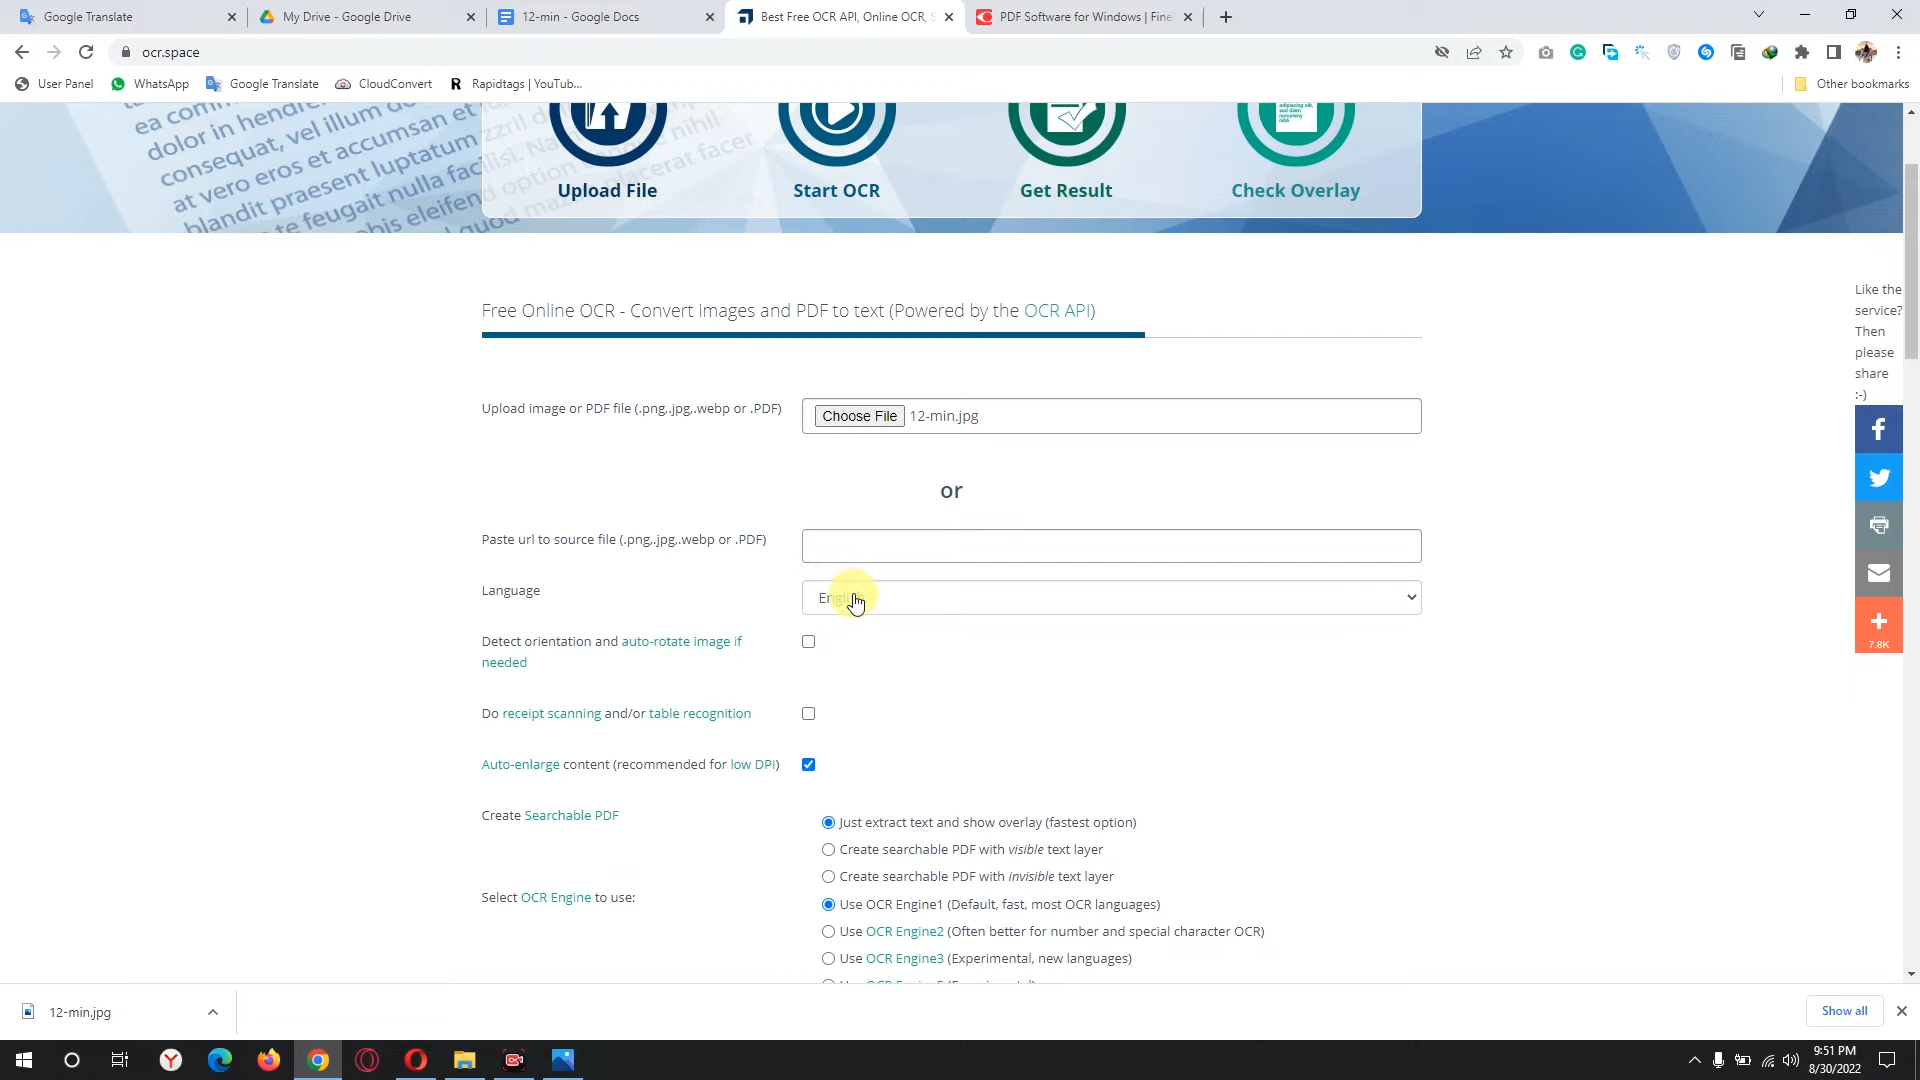 Google Translate
My Drive - Google Drive
12-min - Google Docs
Best Free OCR API, Online OCR, S
PDF Software for Windows | Fine
ocr.space
User Panel
WhatsApp
Google Translate
CloudConvert
Rapidtags | YouTub...
Other bookmarks
Upload File
Start OCR
Get Result
Check Overlay
Free Online OCR - Convert images and PDF to text (Powered by the OCR API)
Like the
service?
Then
please
share
:-)
Upload image or PDF file (.png,.jpg,.webp or .PDF)
Choose File 12-min.jpg
or
Paste url to source file (.png,.jpg,.webp or .PDF)
Language
English
Detect orientation and auto-rotate image if
needed
7.8K
Do receipt scanning and/or table recognition
Auto-enlarge content (recommended for low DPI)
Create Searchable PDF
Just extract text and show overlay (fastest option)
Create searchable PDF with visible text layer
Create searchable PDF with invisible text layer
Select OCR Engine to use:
Use OCR Engine1 (Default, fast, most OCR languages)
Use OCR Engine2 (Often better for number and special character OCR)
Use OCR Engine3 (Experimental, new languages)
12-min.jpg
Show all
9:51 PM
8/30/2022